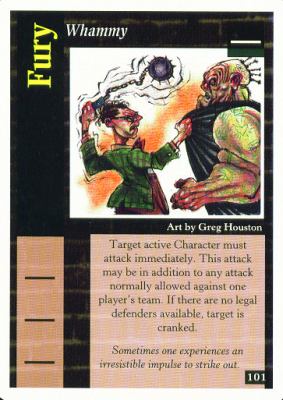 Fury
Whammy
Art by Greg Houston
Target active Character must
attack immediately. This attack
may be in addition to any attack
normally allowed against one
player's team. If there are no legal
defenders available, target is
cranked.
Sometimes one experiences an
irresistible impulse to strike out.
101